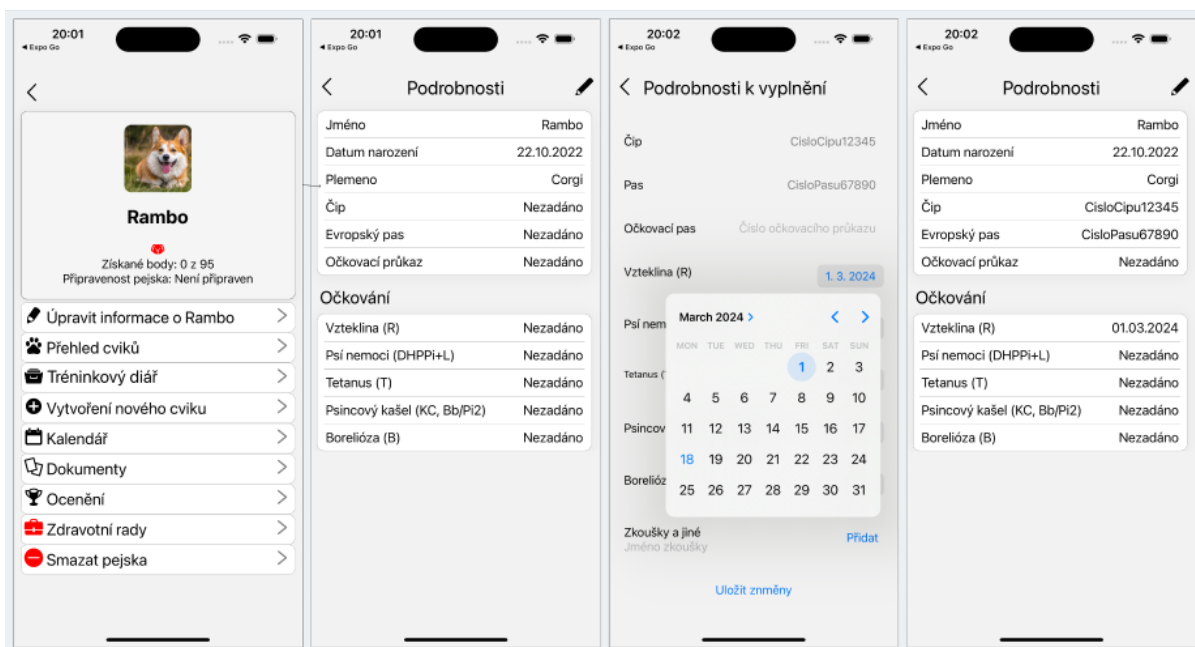 20:01
◀ Expo Go
Rambo
Získané body: 0 z 95
Připravenost pejska: Není připraven
Úpravit informace o Rambo
Přehled cviků
Tréninkový diář
Vytvoření nového cviku
Kalendář
Dokumenty
Ocenění
Zdravotní rady
Smazat pejska
20:01
◀ Expo Go
Podrobnosti
Jméno Rambo
Datum narození 22.10.2022
Plemeno Corgi
Čip Nezadáno
Evropský pas Nezadáno
Očkovací průkaz Nezadáno
Očkování
Vzteklina (R) Nezadáno
Psí nemoci (DHPPi+L) Nezadáno
Tetanus (T) Nezadáno
Psincový kašel (KC, Bb/Pi2) Nezadáno
Borelióza (B) Nezadáno
20:02
◀ Expo Go
Podrobnosti k vyplnění
Čip CisloCipu12345
Pas CisloPasu67890
Očkovací pas Číslo očkovacího průkazu
Vzteklina (R) 1. 3. 2024
Psí nem
Tetanus (
Psincov
Borelióz
March 2024
MON TUE WED THU FRI SAT SUN
1 2 3
4 5 6 7 8 9 10
11 12 13 14 15 16 17
18 19 20 21 22 23 24
25 26 27 28 29 30 31
Zkoušky a jiné
Jméno zkoušky Přidat
Uložit znměny
20:02
◀ Expo Go
Podrobnosti
Jméno Rambo
Datum narození 22.10.2022
Plemeno Corgi
Čip CisloCipu12345
Evropský pas CisloPasu67890
Očkovací průkaz Nezadáno
Očkování
Vzteklina (R) 01.03.2024
Psí nemoci (DHPPi+L) Nezadáno
Tetanus (T) Nezadáno
Psincový kašel (KC, Bb/Pi2) Nezadáno
Borelióza (B) Nezadáno